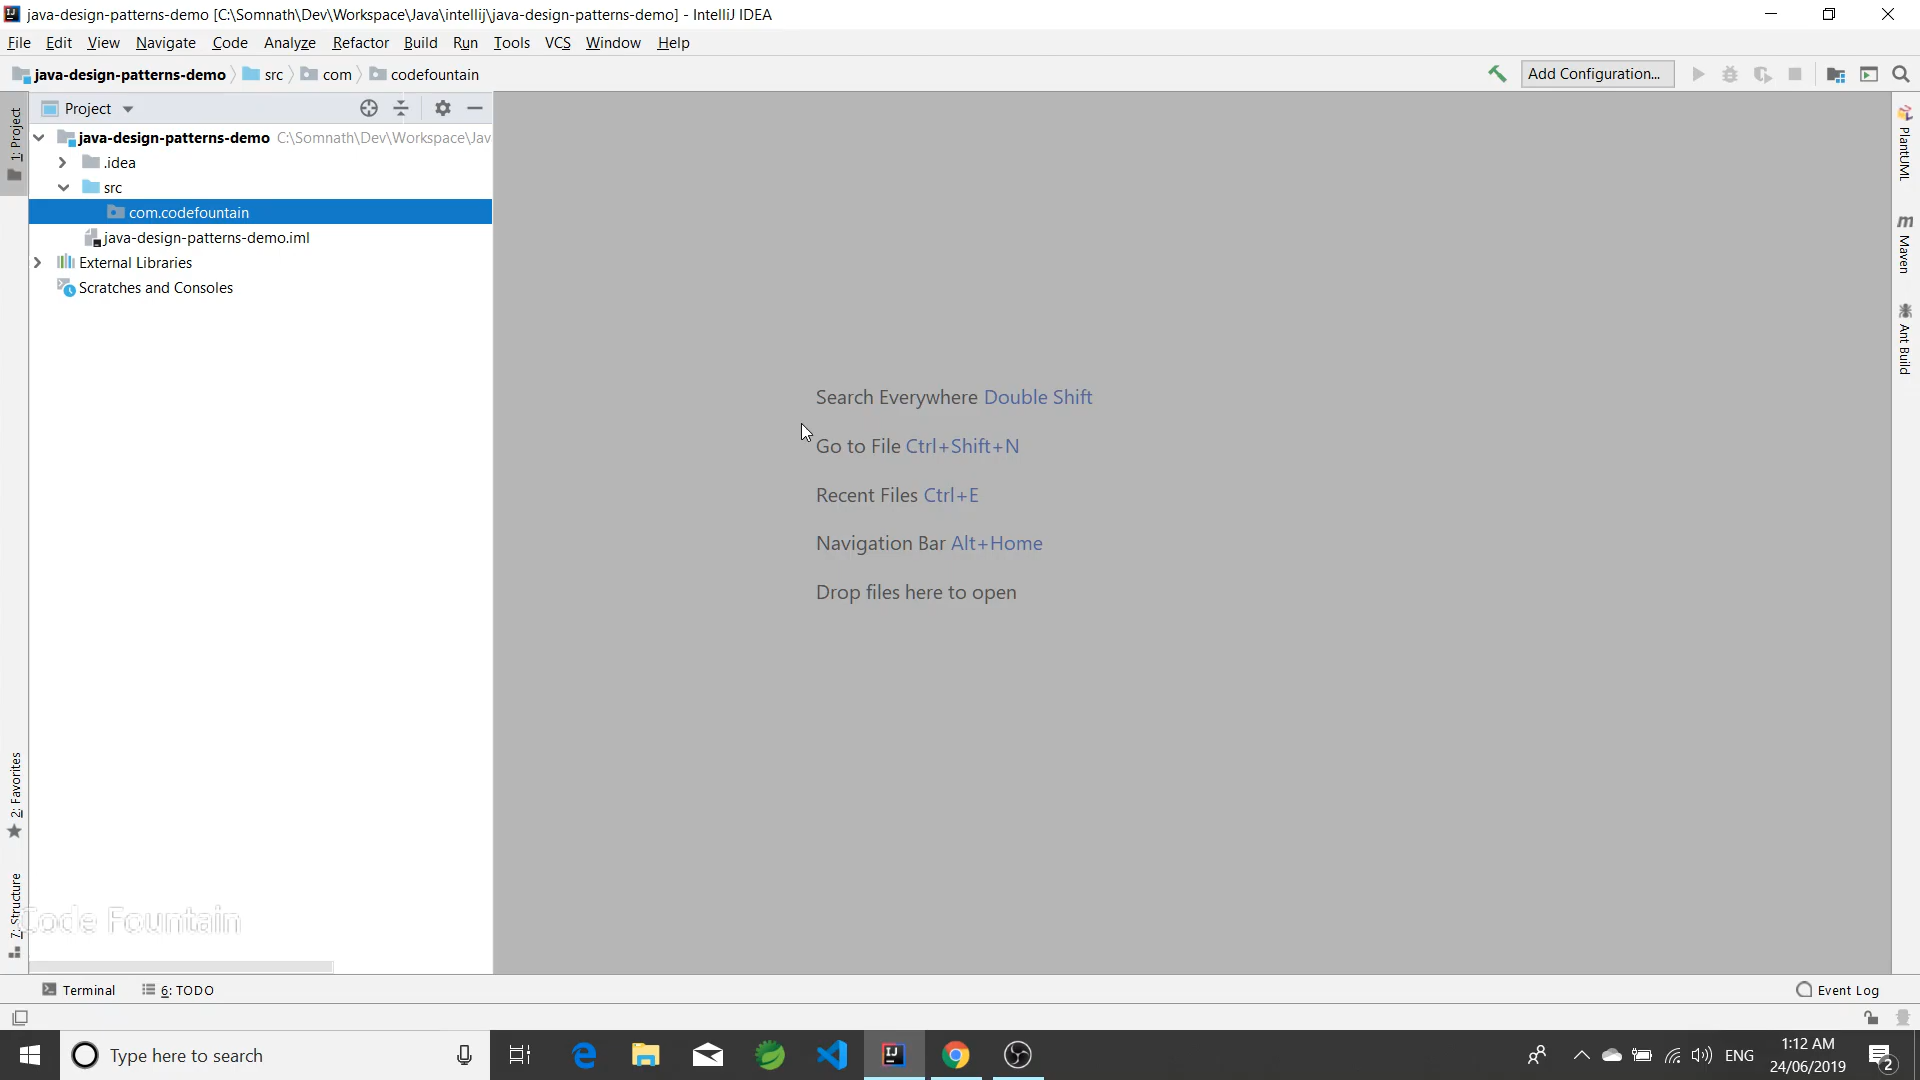 java-design-patterns-demo [C:\Somnath\Dev\Workspace\Java\intellij\java-design-patterns-demo] - IntelliJ IDEA
File Edit View Navigate Code Analyze Refactor Build Run Tools VCS Window Help
java-design-patterns-demo src com codefountain
Add Configuration...
1: Project
Project
java-design-patterns-demo C:\Somnath\Dev\Workspace\Jav
.idea
src
com.codefountain
java-design-patterns-demo.iml
External Libraries
Scratches and Consoles
Search Everywhere Double Shift
Go to File Ctrl+Shift+N
Recent Files Ctrl+E
Navigation Bar Alt+Home
Drop files here to open
PlantUML
m
Maven
Ant Build
2: Favorites
7: Structure
Code Fountain
Terminal 6: TODO Event Log
Type here to search
ENG
1:12 AM
24/06/2019
2